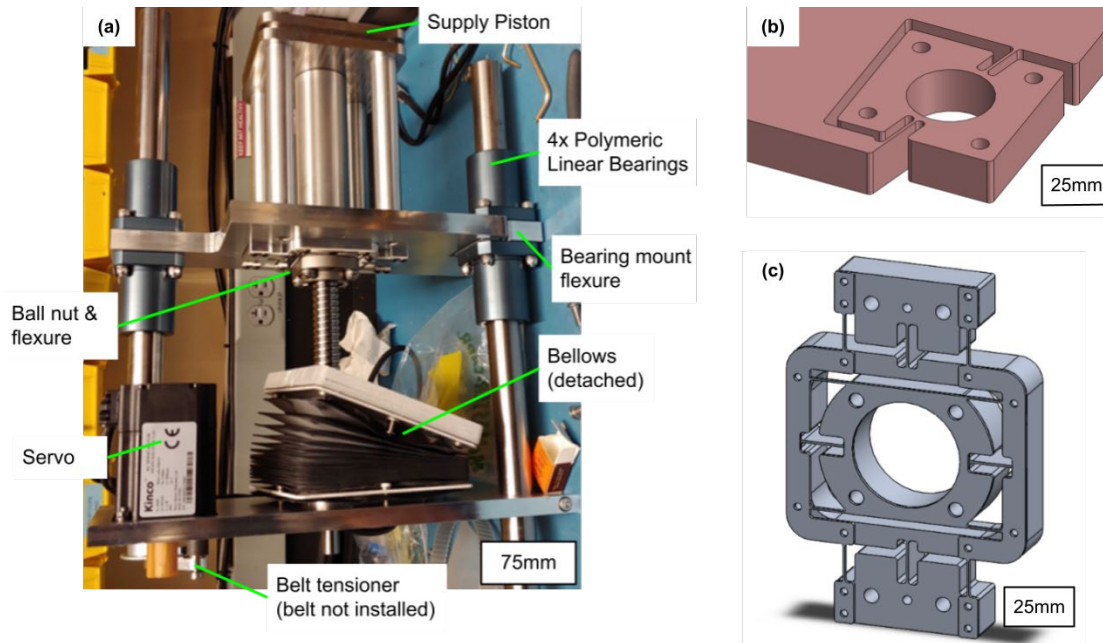 (a)
Supply Piston
4x Polymeric
Linear Bearings
Bearing mount
flexure
Ball nut &
flexure
Bellows
(detached)
Servo
Kinco
CE
75mm
Belt tensioner
(belt not installed)
(b)
25mm
(c)
25mm